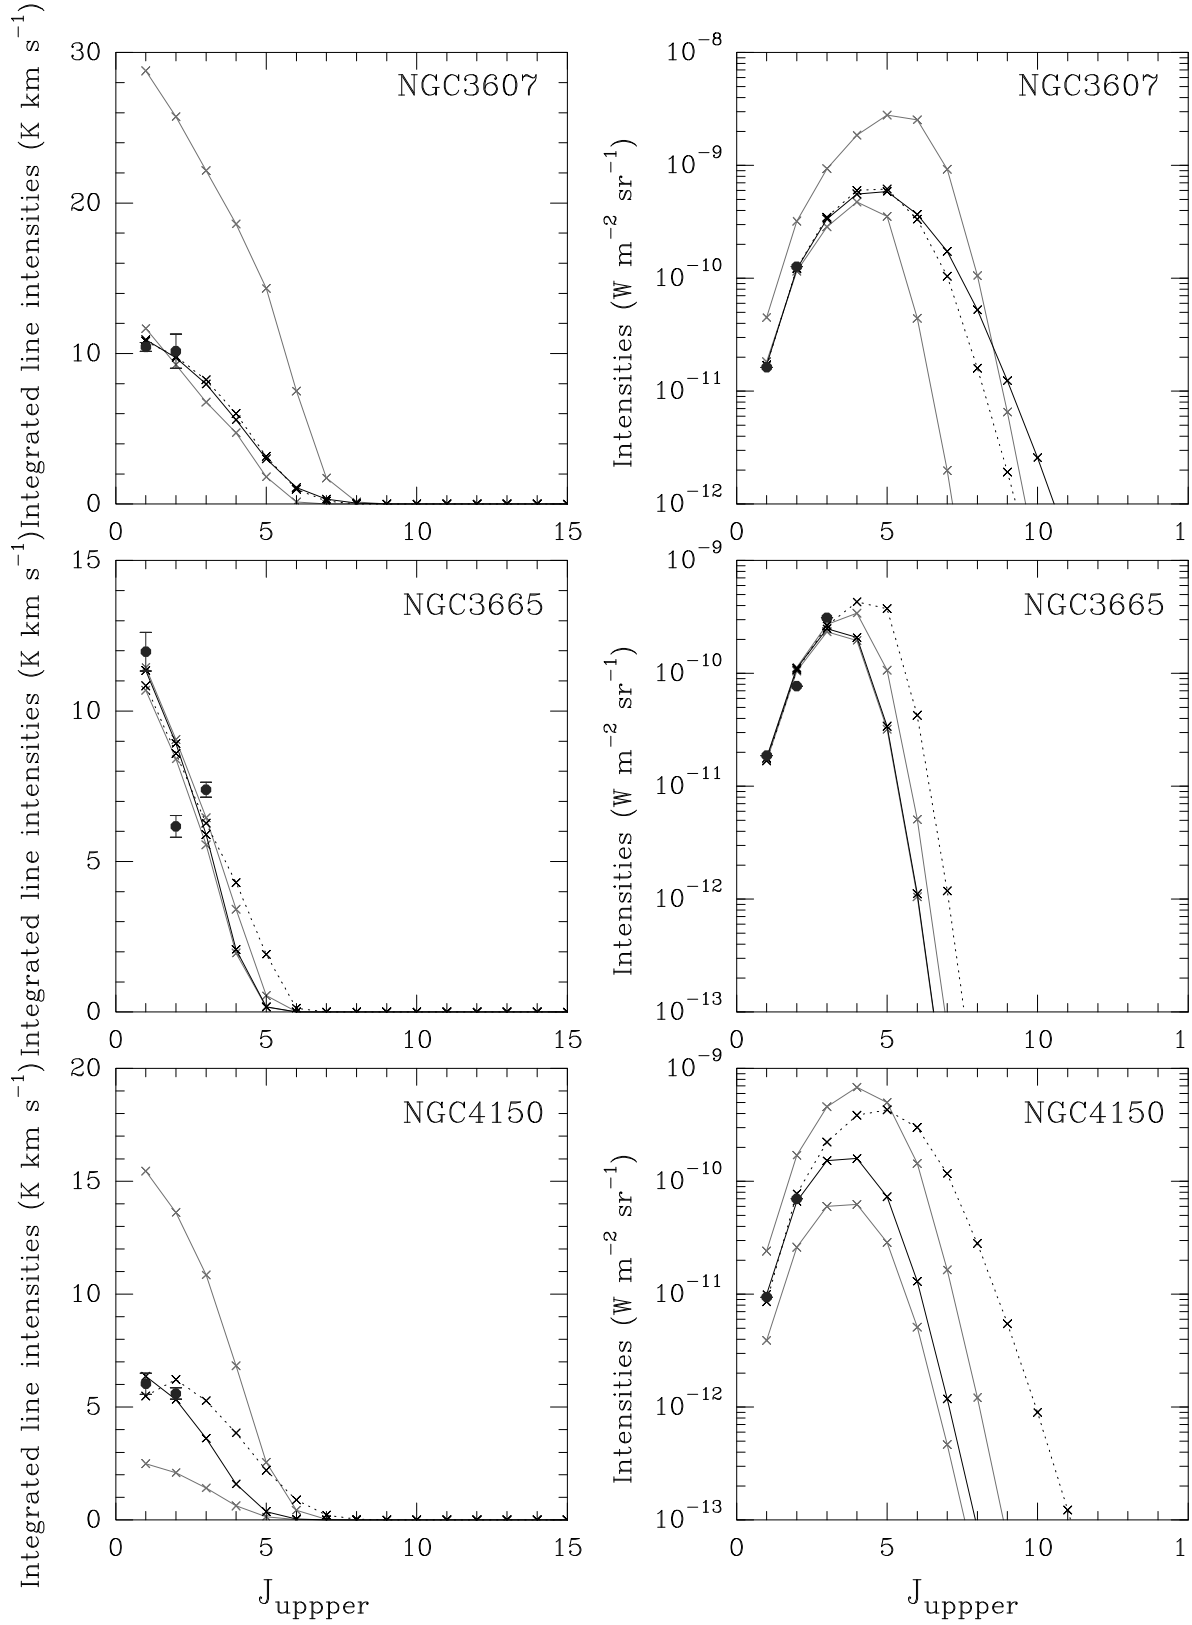 Integrated line intensities (K km s⁻¹)
30
20
10
0
NGC3607
0 5 10 15
Intensities (W m⁻² sr⁻¹)
10⁻⁸
10⁻⁹
10⁻¹⁰
10⁻¹¹
10⁻¹²
NGC3607
0 5 10 1
Integrated line intensities (K km s⁻¹)
15
10
5
0
NGC3665
0 5 10 15
Intensities (W m⁻² sr⁻¹)
10⁻⁹
10⁻¹⁰
10⁻¹¹
10⁻¹²
10⁻¹³
NGC3665
0 5 10 1
Integrated line intensities (K km s⁻¹)
20
15
10
5
0
NGC4150
0 5 10 15
J_uppper
Intensities (W m⁻² sr⁻¹)
10⁻⁹
10⁻¹⁰
10⁻¹¹
10⁻¹²
10⁻¹³
NGC4150
0 5 10 1
J_uppper